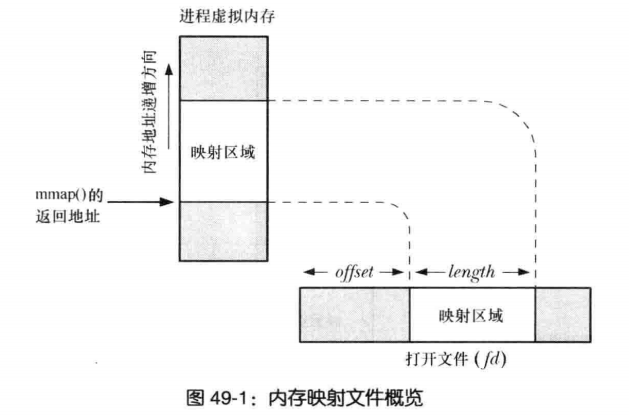 进程虚拟内存
内存地址递增方向
映射区域
mmap()的
返回地址
offset
length
映射区域
打开文件 (fd)
图 49-1：内存映射文件概览